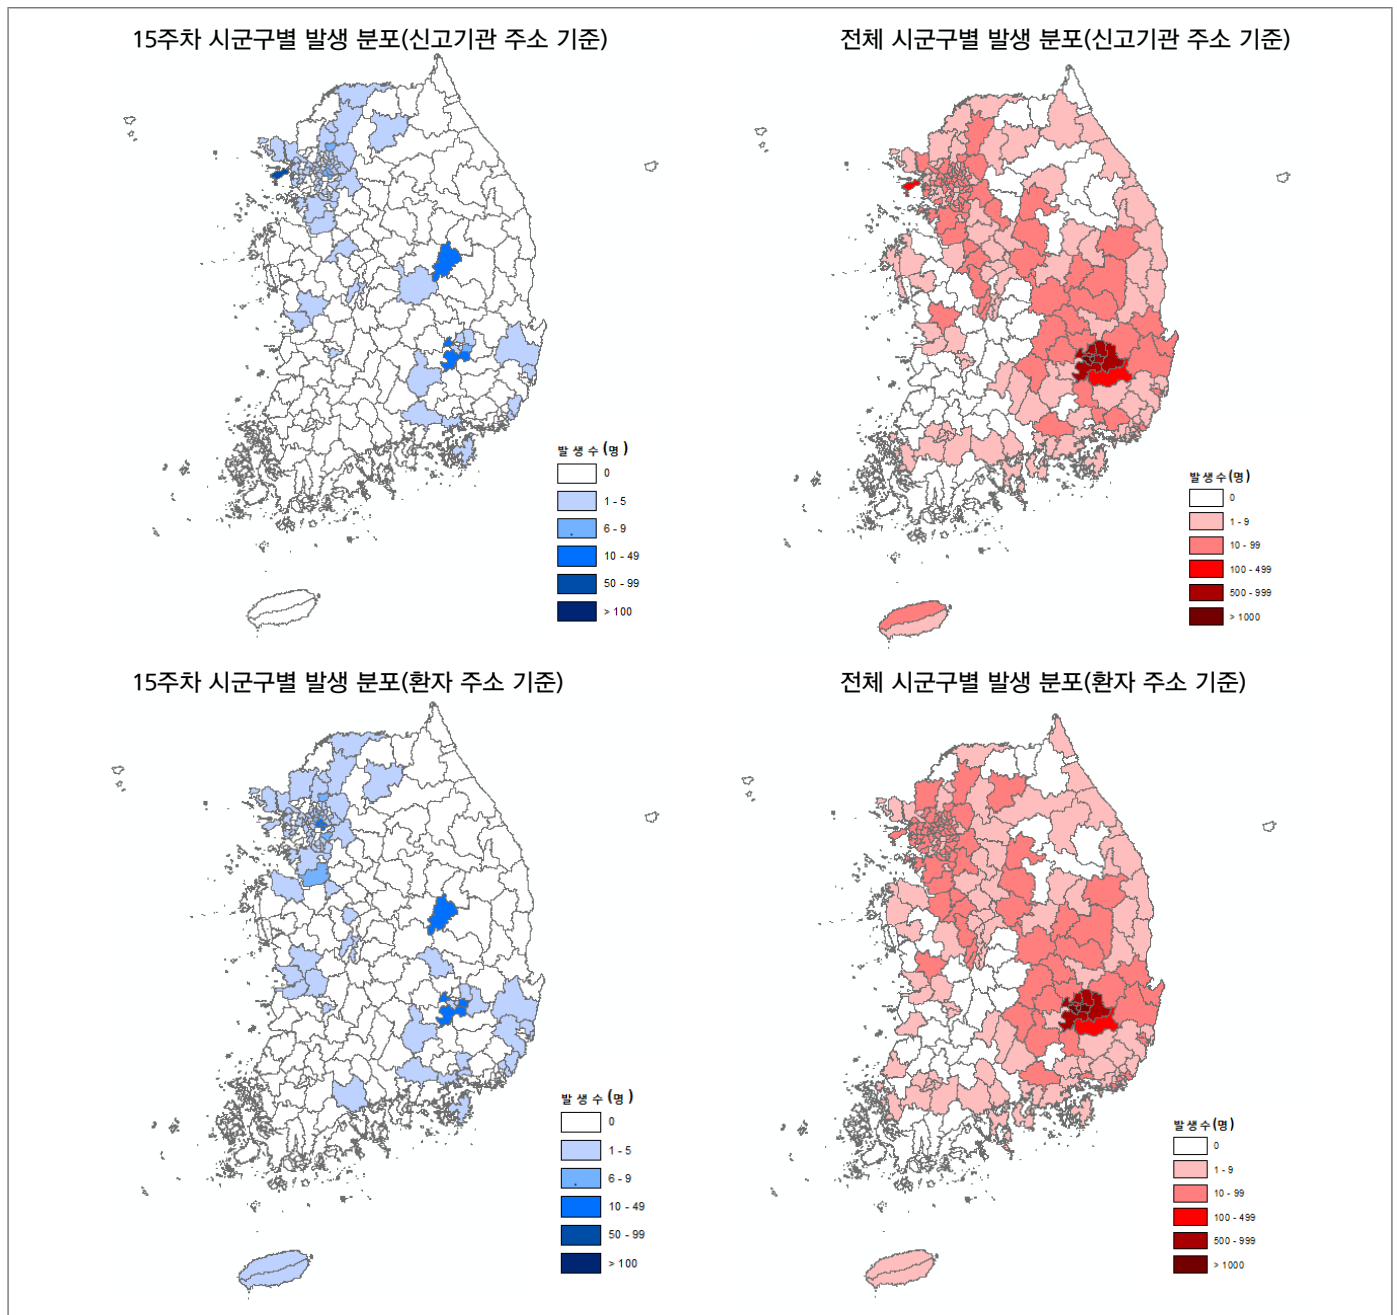 15주차 시군구별 발생 분포(신고기관 주소 기준)
발생수(명)
0
1 - 5
6 - 9
10 - 49
50 - 99
> 100
전체 시군구별 발생 분포(신고기관 주소 기준)
발생수(명)
0
1 - 9
10 - 99
100 - 499
500 - 999
> 1000
15주차 시군구별 발생 분포(환자 주소 기준)
발생수(명)
0
1 - 5
6 - 9
10 - 49
50 - 99
> 100
전체 시군구별 발생 분포(환자 주소 기준)
발생수(명)
0
1 - 9
10 - 99
100 - 499
500 - 999
> 1000